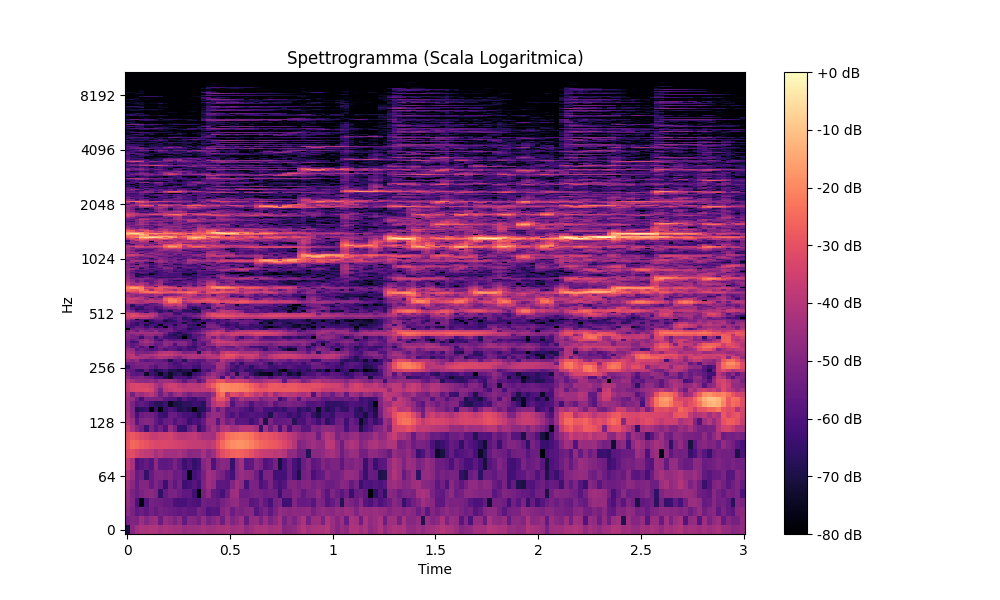 Spettrogramma (Scala Logaritmica)
Hz
8192
4096
2048
1024
512
256
128
64
0
0
0.5
1
1.5
2
2.5
3
Time
+0 dB
-10 dB
-20 dB
-30 dB
-40 dB
-50 dB
-60 dB
-70 dB
-80 dB